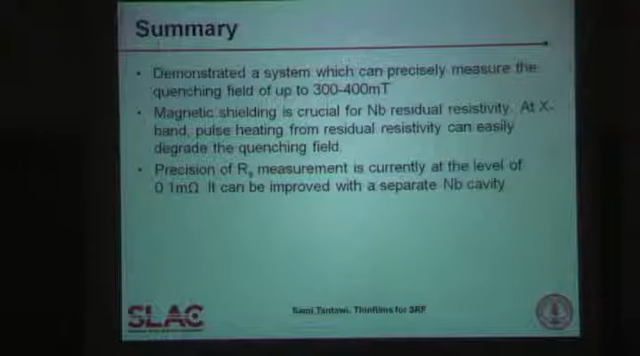 Summary
• Demonstrated a system which can precisely measure the
quenching field of up to 300-400mT
• Magnetic shielding is crucial for Nb residual resistivity. At X-
band, pulse heating from residual resistivity can easily
degrade the quenching field.
• Precision of Rs measurement is currently at the level of
0.1mΩ. It can be improved with a separate Nb cavity
SLAC
Sami Tantawi, Thinfilms for SRF